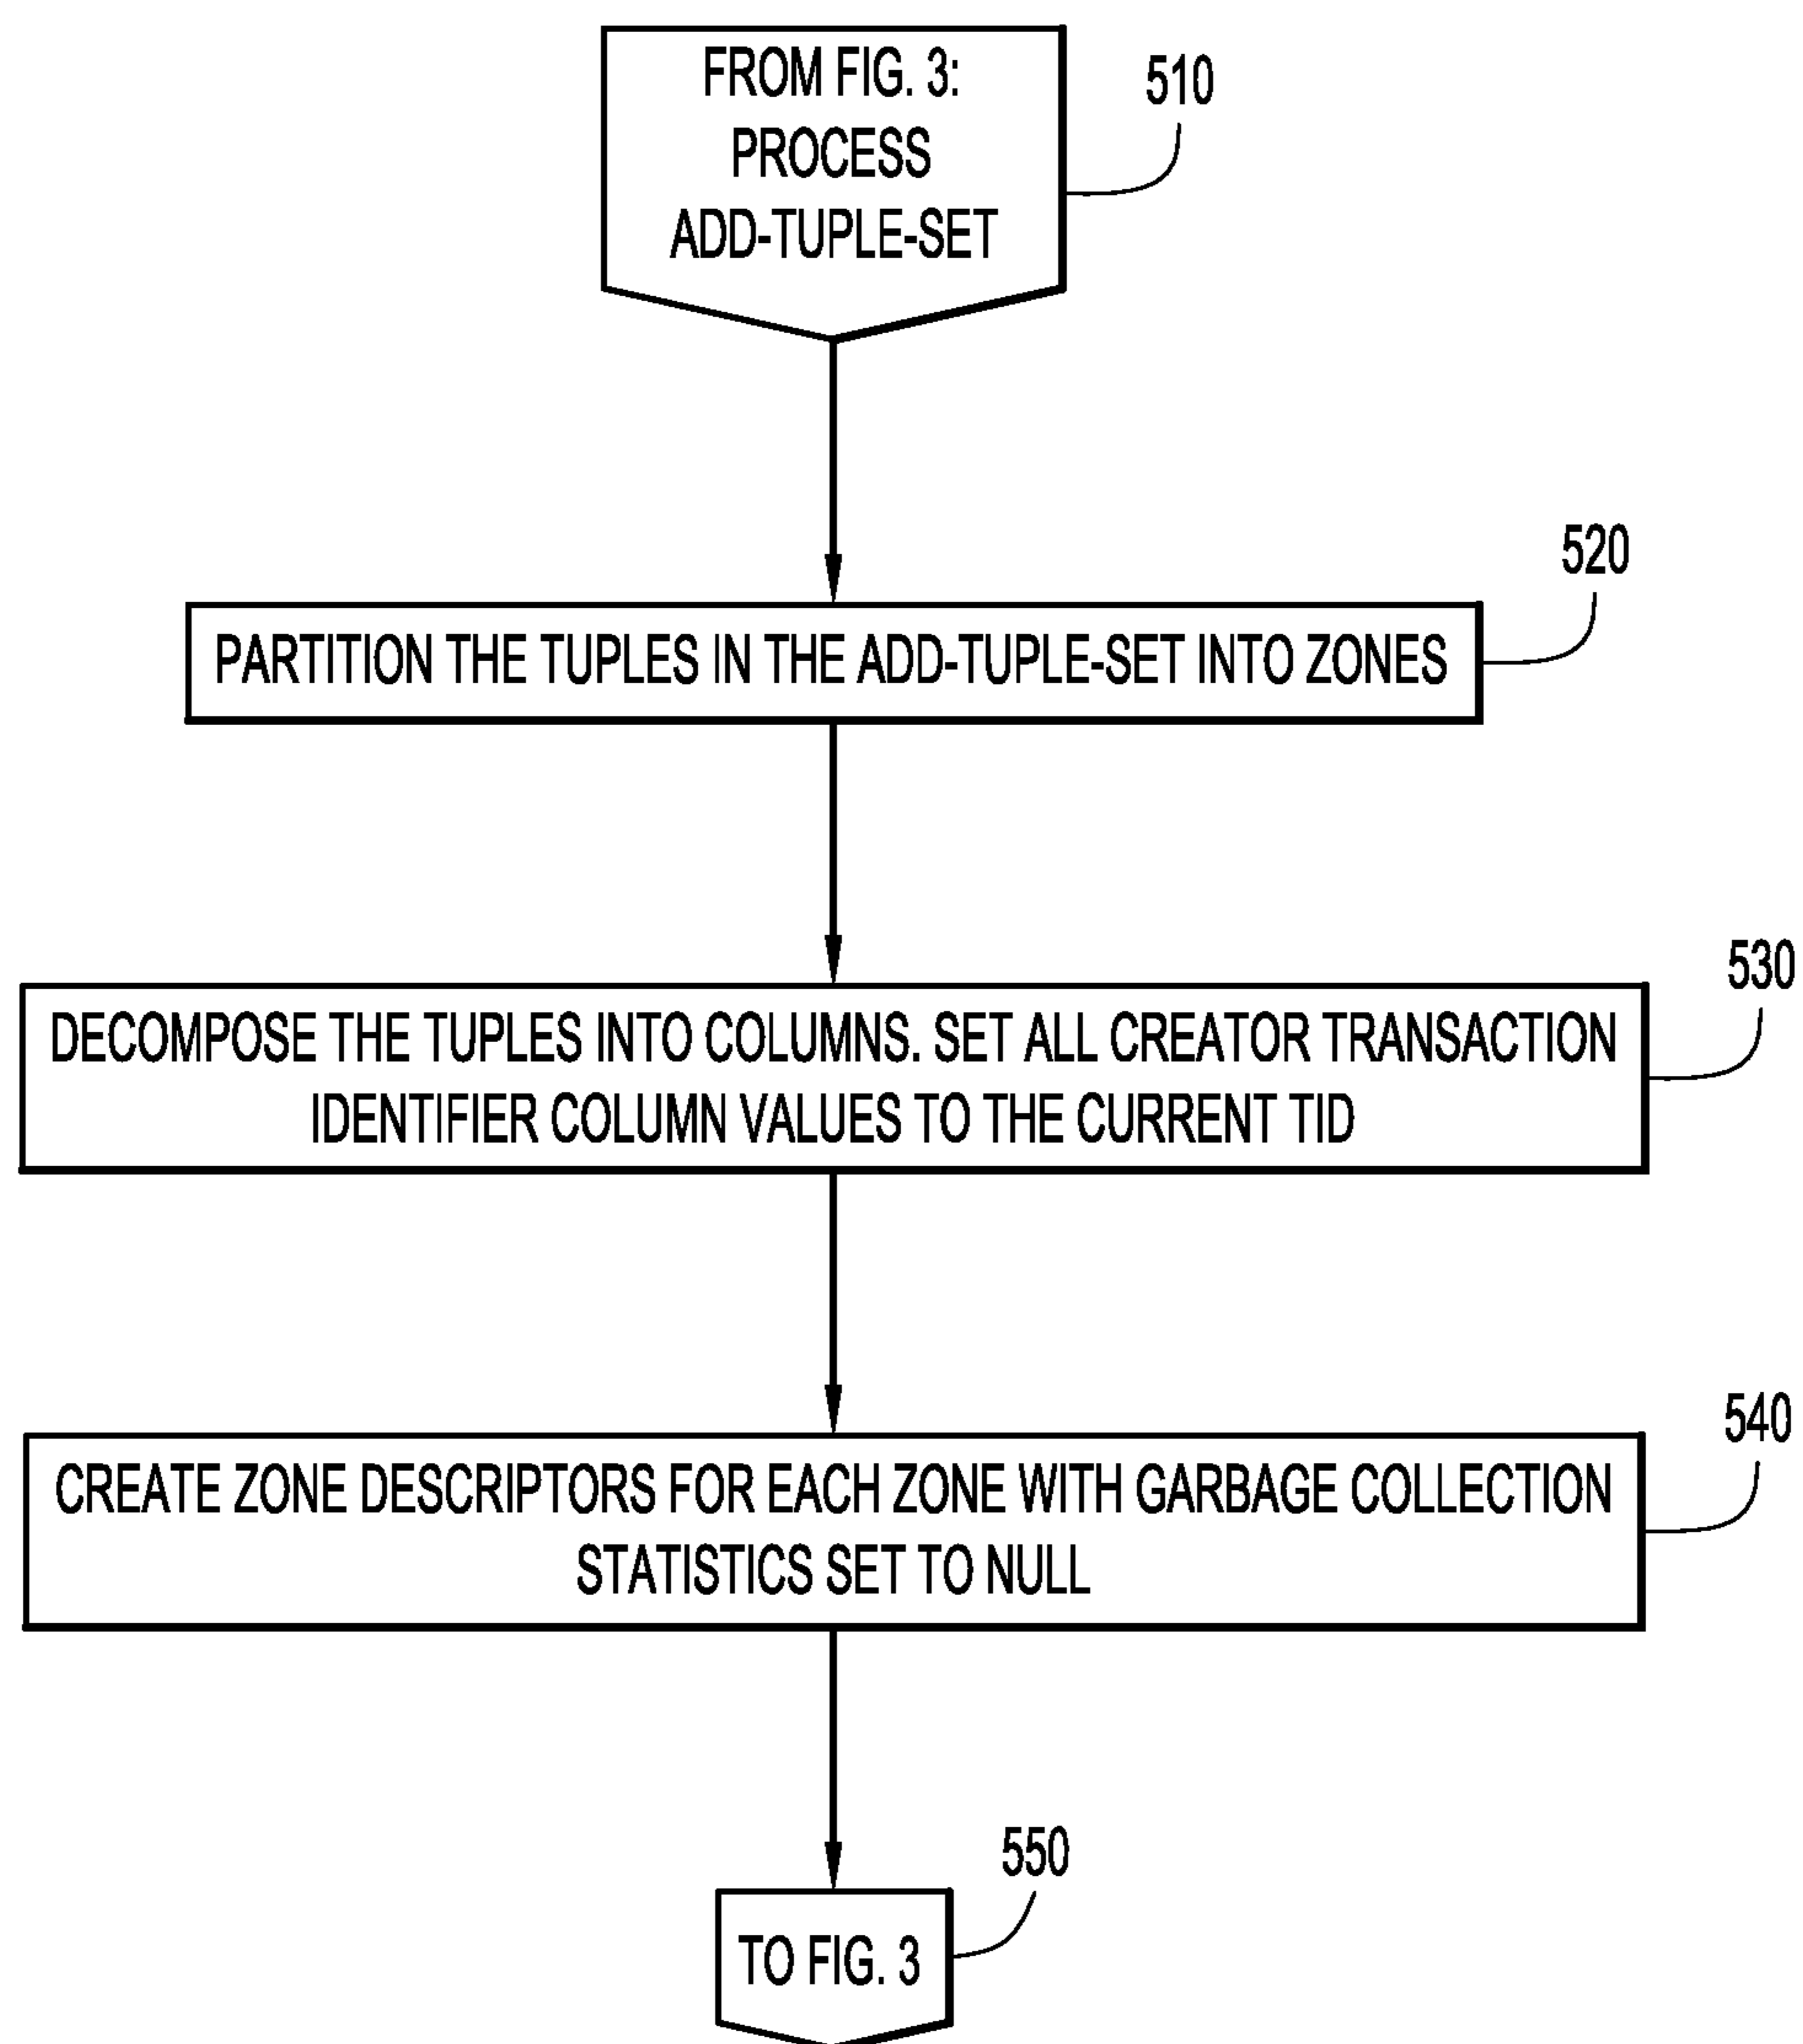 FROM FIG. 3:
PROCESS
ADD-TUPLE-SET
510
520
PARTITION THE TUPLES IN THE ADD-TUPLE-SET INTO ZONES
530
DECOMPOSE THE TUPLES INTO COLUMNS. SET ALL CREATOR TRANSACTION
IDENTIFIER COLUMN VALUES TO THE CURRENT TID
540
CREATE ZONE DESCRIPTORS FOR EACH ZONE WITH GARBAGE COLLECTION
STATISTICS SET TO NULL
550
TO FIG. 3